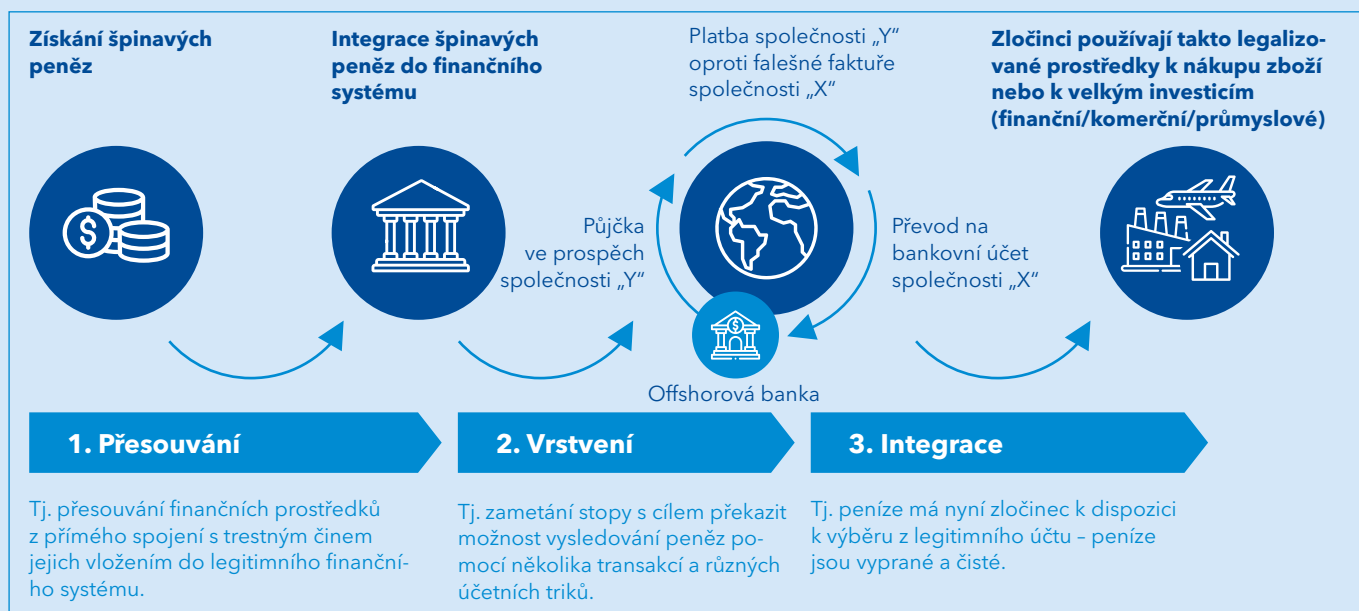 Získání špinavých
peněz
Integrace špinavých
peněz do finančního
systému
Platba společnosti „Y“
oproti falešné faktuře
společnosti „X“
Zločinci používají takto legalizo-
vané prostředky k nákupu zboží
nebo k velkým investicím
(finanční/komerční/průmyslové)
$
Půjčka
ve prospěch
společnosti „Y“
Převod na
bankovní účet
společnosti „X“
$
Offshorová banka
1. Přesouvání
2. Vrstvení
3. Integrace
Tj. přesouvání finančních prostředků
z přímého spojení s trestným činem
jejich vložením do legitimního finanční-
ho systému.
Tj. zametání stopy s cílem překazit
možnost vysledování peněz po-
mocí několika transakcí a různých
účetních triků.
Tj. peníze má nyní zločinec k dispozici
k výběru z legitimního účtu – peníze
jsou vyprané a čisté.